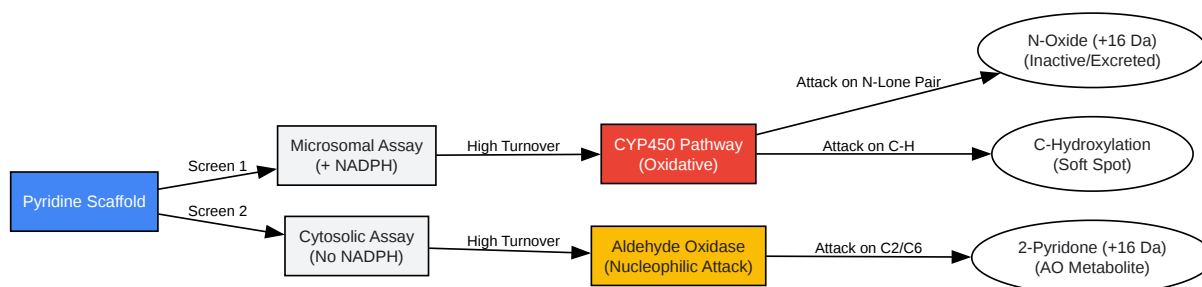 Pyridine Scaffold
Screen 1
Screen 2
Microsomal Assay
(+ NADPH)
Cytosolic Assay
(No NADPH)
High Turnover
High Turnover
CYP450 Pathway
(Oxidative)
Aldehyde Oxidase
(Nucleophilic Attack)
Attack on N-Lone Pair
Attack on C-H
Attack on C2/C6
N-Oxide (+16 Da)
(Inactive/Excreted)
C-Hydroxylation
(Soft Spot)
2-Pyridone (+16 Da)
(AO Metabolite)